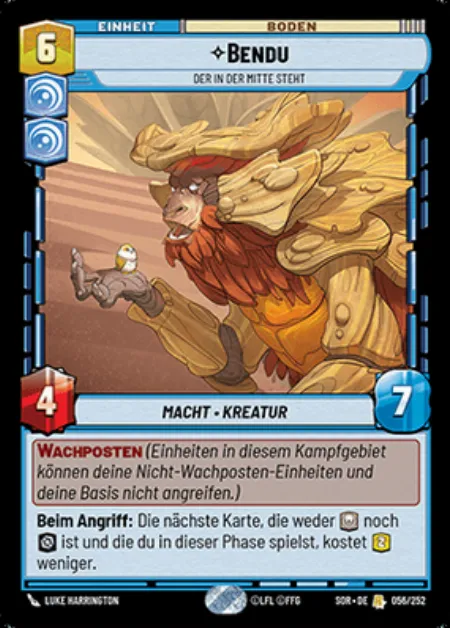 EINHEIT BODEN
6
BENDU
DER IN DER MITTE STEHT
4
MACHT • KREATUR
7
WACHPOSTEN (Einheiten in diesem Kampfgebiet
können deine Nicht-Wachposten-Einheiten und
deine Basis nicht angreifen.)
Beim Angriff: Die nächste Karte, die weder noch
ist und die du in dieser Phase spielst, kostet 2
weniger.
LUKE HARRINGTON ©LFL ©FFG SOR • DE R 056/252